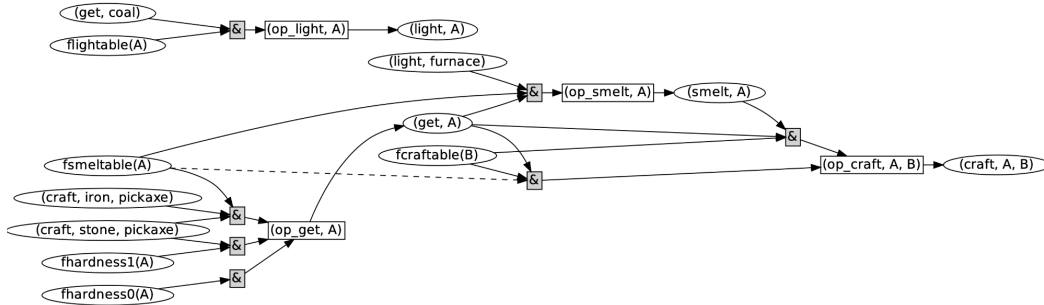 (get, coal)
flightable(A)
&
(op_light, A)
(light, A)
(light, furnace)
&
(op_smelt, A)
(smelt, A)
(get, A)
&
fcraftable(B)
fsmeltable(A)
&
(op_craft, A, B)
(craft, A, B)
(craft, iron, pickaxe)
&
(craft, stone, pickaxe)
(op_get, A)
&
fhardness1(A)
&
fhardness0(A)